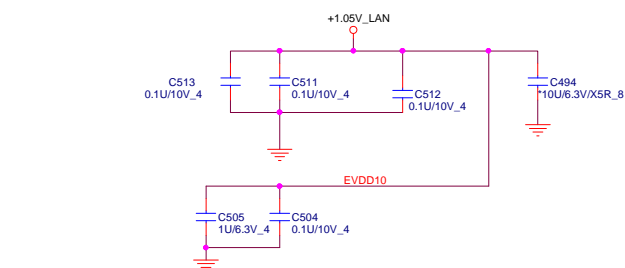 +1.05V_LAN
C513
0.1U/10V_4
C511
0.1U/10V_4
C512
0.1U/10V_4
C494
*10U/6.3V/X5R_8
EVDD10
C505
1U/6.3V_4
C504
0.1U/10V_4